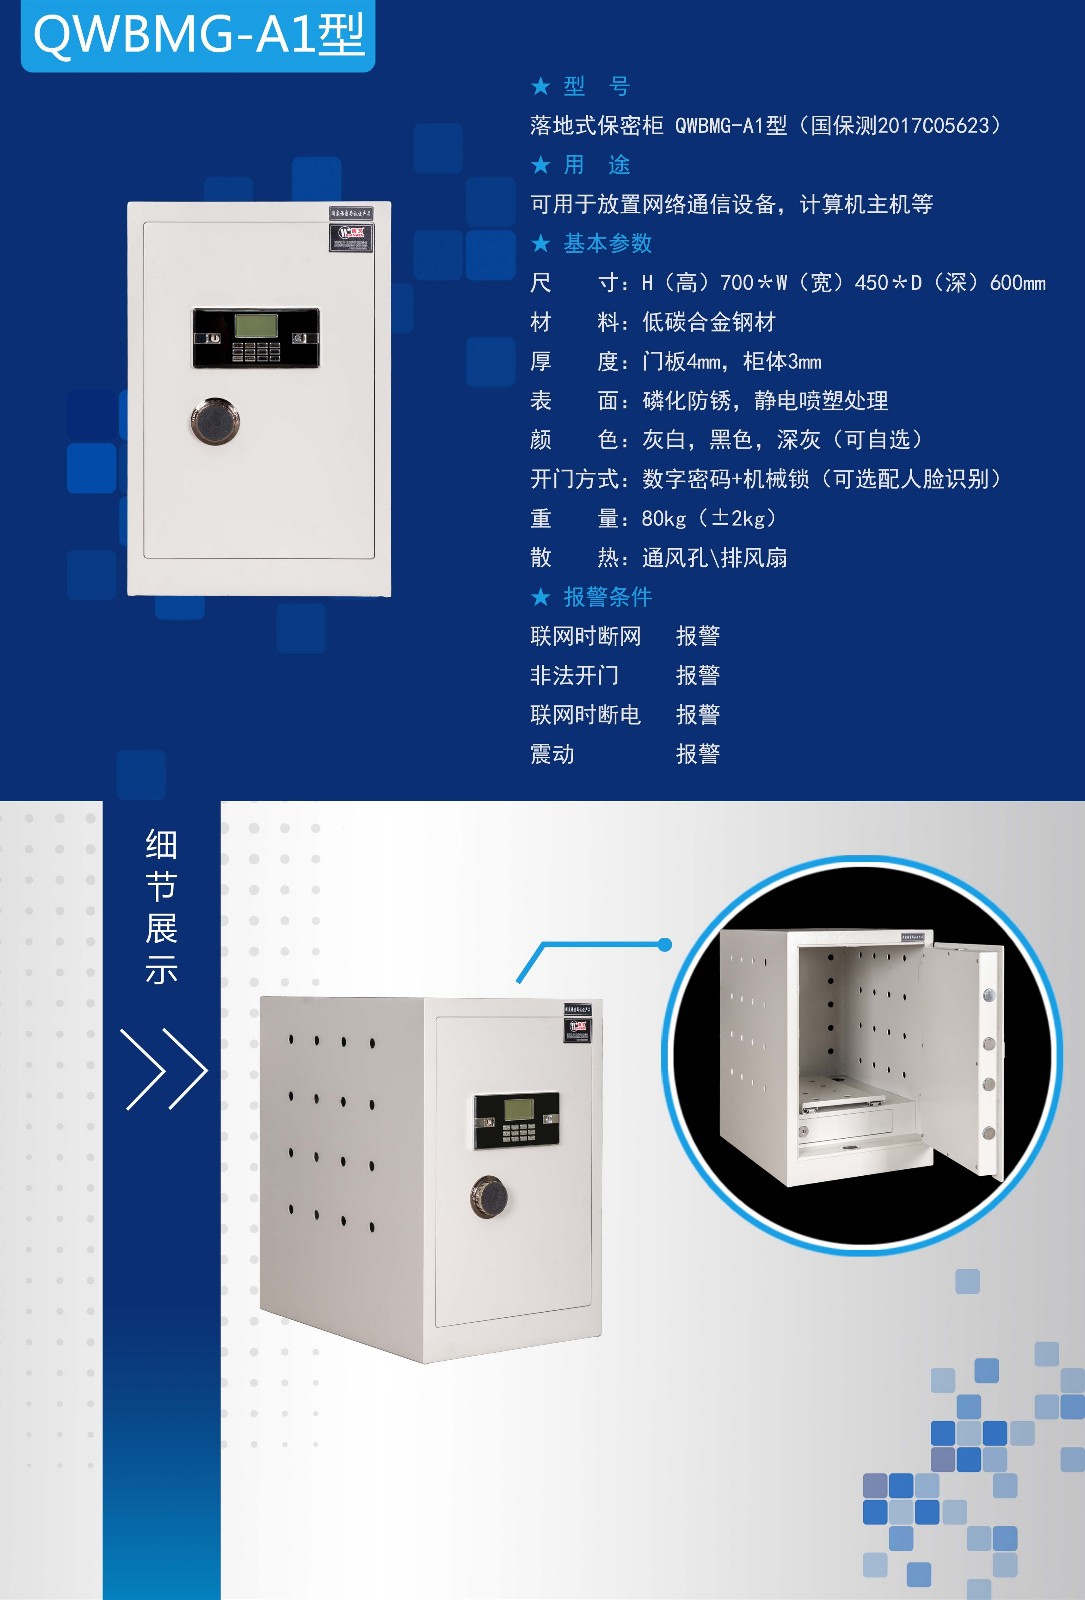 QWBMG-A1型
★ 型 号
落地式保密柜 QWBMG-A1型（国保测2017C05623）
★ 用 途
可用于放置网络通信设备，计算机主机等
★ 基本参数
尺 寸：H（高）700*W（宽）450*D（深）600mm
材 料：低碳合金钢材
厚 度：门板4mm，柜体3mm
表 面：磷化防锈，静电喷塑处理
颜 色：灰白，黑色，深灰（可自选）
开门方式：数字密码+机械锁（可选配人脸识别）
重 量：80kg（±2kg）
散 热：通风孔\排风扇
★ 报警条件
联网时断网 报警
非法开门 报警
联网时断电 报警
震动 报警
细节展示